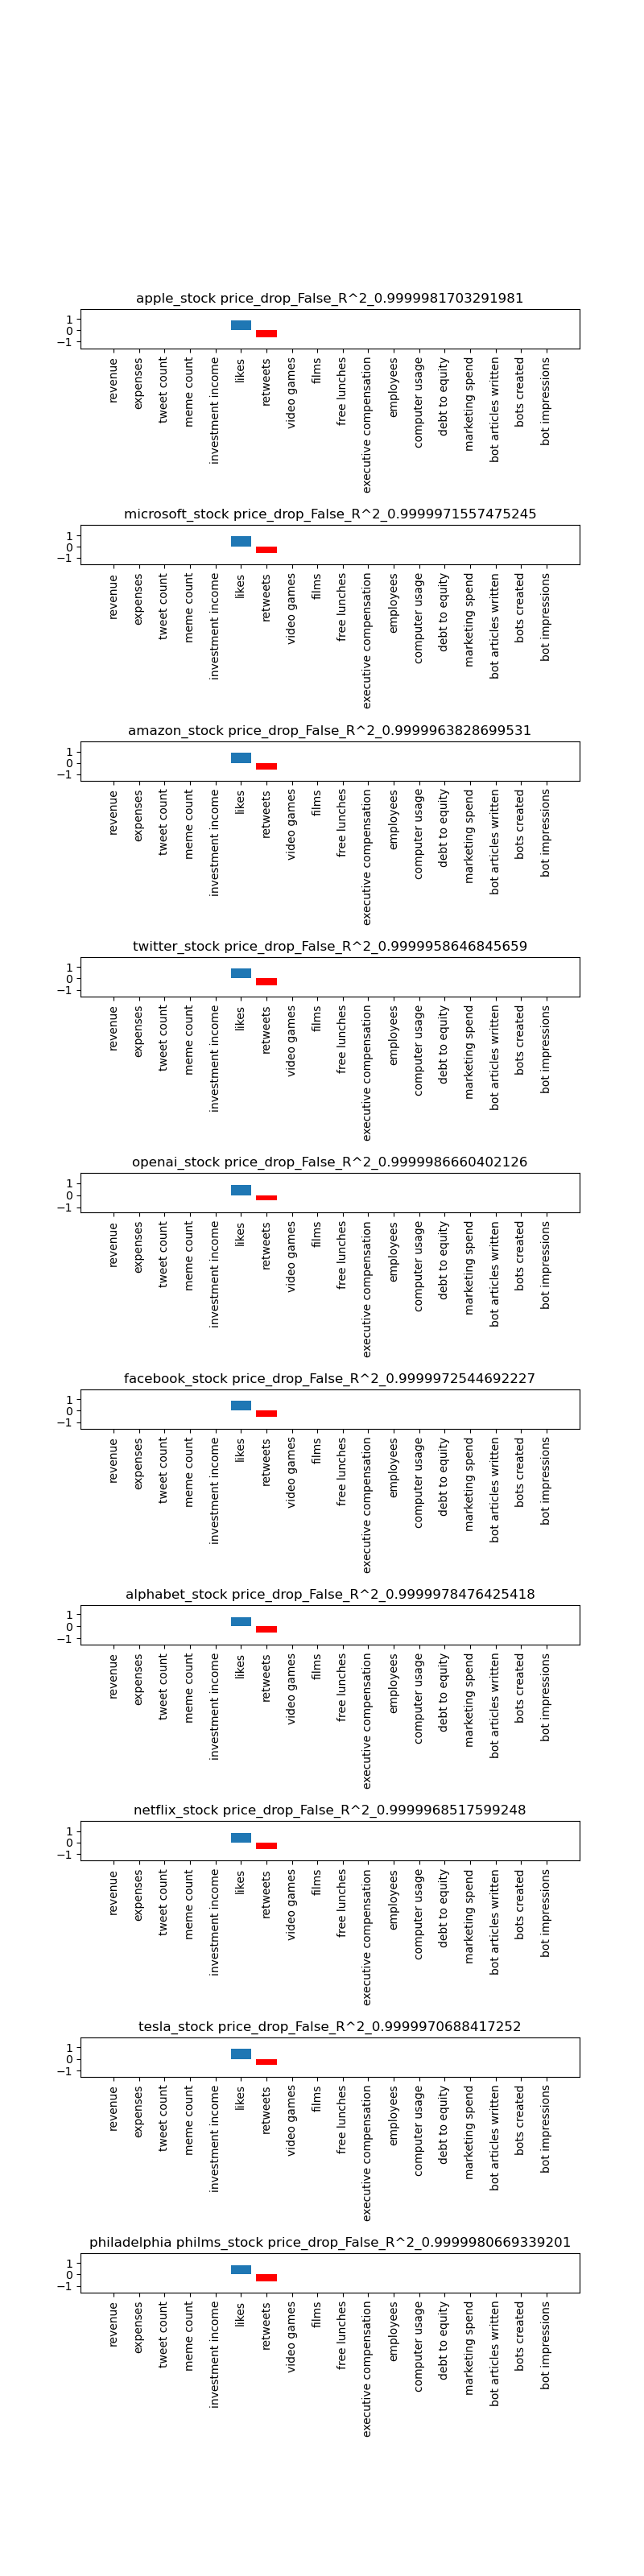 apple_stock price_drop_False_R^2_0.9999981703291981
1
0
−1
revenue
expenses
tweet count
meme count
investment income
likes
retweets
video games
films
free lunches
executive compensation
employees
computer usage
debt to equity
marketing spend
bot articles written
bots created
bot impressions
microsoft_stock price_drop_False_R^2_0.9999971557475245
1
0
−1
revenue
expenses
tweet count
meme count
investment income
likes
retweets
video games
films
free lunches
executive compensation
employees
computer usage
debt to equity
marketing spend
bot articles written
bots created
bot impressions
amazon_stock price_drop_False_R^2_0.9999963828699531
1
0
−1
revenue
expenses
tweet count
meme count
investment income
likes
retweets
video games
films
free lunches
executive compensation
employees
computer usage
debt to equity
marketing spend
bot articles written
bots created
bot impressions
twitter_stock price_drop_False_R^2_0.9999958646845659
1
0
−1
revenue
expenses
tweet count
meme count
investment income
likes
retweets
video games
films
free lunches
executive compensation
employees
computer usage
debt to equity
marketing spend
bot articles written
bots created
bot impressions
openai_stock price_drop_False_R^2_0.9999986660402126
1
0
−1
revenue
expenses
tweet count
meme count
investment income
likes
retweets
video games
films
free lunches
executive compensation
employees
computer usage
debt to equity
marketing spend
bot articles written
bots created
bot impressions
facebook_stock price_drop_False_R^2_0.9999972544692227
1
0
−1
revenue
expenses
tweet count
meme count
investment income
likes
retweets
video games
films
free lunches
executive compensation
employees
computer usage
debt to equity
marketing spend
bot articles written
bots created
bot impressions
alphabet_stock price_drop_False_R^2_0.9999978476425418
1
0
−1
revenue
expenses
tweet count
meme count
investment income
likes
retweets
video games
films
free lunches
executive compensation
employees
computer usage
debt to equity
marketing spend
bot articles written
bots created
bot impressions
netflix_stock price_drop_False_R^2_0.9999968517599248
1
0
−1
revenue
expenses
tweet count
meme count
investment income
likes
retweets
video games
films
free lunches
executive compensation
employees
computer usage
debt to equity
marketing spend
bot articles written
bots created
bot impressions
tesla_stock price_drop_False_R^2_0.9999970688417252
1
0
−1
revenue
expenses
tweet count
meme count
investment income
likes
retweets
video games
films
free lunches
executive compensation
employees
computer usage
debt to equity
marketing spend
bot articles written
bots created
bot impressions
philadelphia philms_stock price_drop_False_R^2_0.9999980669339201
1
0
−1
revenue
expenses
tweet count
meme count
investment income
likes
retweets
video games
films
free lunches
executive compensation
employees
computer usage
debt to equity
marketing spend
bot articles written
bots created
bot impressions